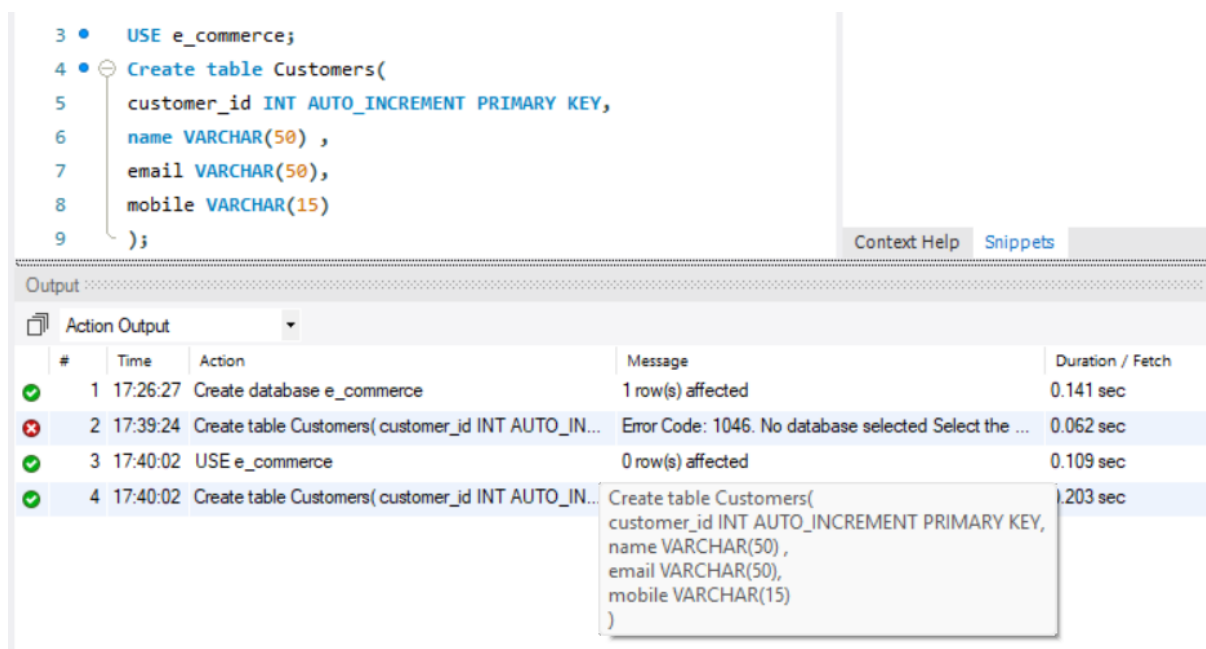 3 USE e_commerce;
4 Create table Customers(
5 customer_id INT AUTO_INCREMENT PRIMARY KEY,
6 name VARCHAR(50) ,
7 email VARCHAR(50),
8 mobile VARCHAR(15)
9 );
Context Help Snippets
Output
Action Output
# Time Action Message Duration / Fetch
1 17:26:27 Create database e_commerce 1 row(s) affected 0.141 sec
2 17:39:24 Create table Customers( customer_id INT AUTO_IN... Error Code: 1046. No database selected Select the ... 0.062 sec
3 17:40:02 USE e_commerce 0 row(s) affected 0.109 sec
4 17:40:02 Create table Customers( customer_id INT AUTO_IN... .203 sec
Create table Customers(
customer_id INT AUTO_INCREMENT PRIMARY KEY,
name VARCHAR(50) ,
email VARCHAR(50),
mobile VARCHAR(15)
)